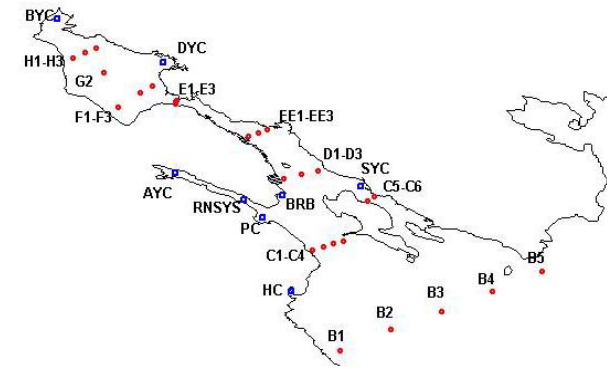 BYC
DYC
H1-H3
G2
E1-E3
F1-F3
EE1-EE3
D1-D3
SYC
C5-C6
AYC
RNSYS
BRB
PC
C1-C4
B5
B4
HC
B3
B2
B1